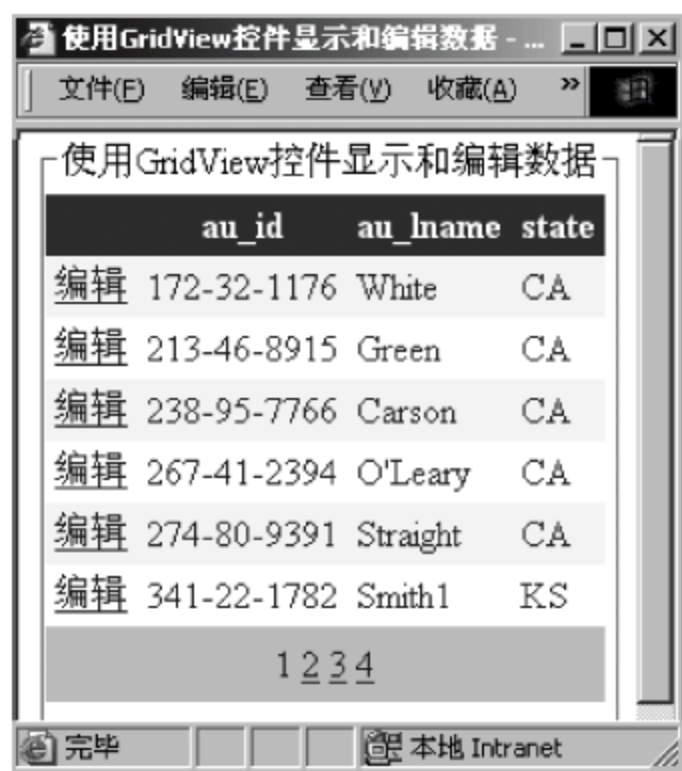 使用GridView控件显示和编辑数据 - ...
文件(F) 编辑(E) 查看(V) 收藏(A) »
使用GridView控件显示和编辑数据
au_id au_lname state
编辑 172-32-1176 White CA
编辑 213-46-8915 Green CA
编辑 238-95-7766 Carson CA
编辑 267-41-2394 O'Leary CA
编辑 274-80-9391 Straight CA
编辑 341-22-1782 Smith1 KS
1 2 3 4
完毕 本地 Intranet